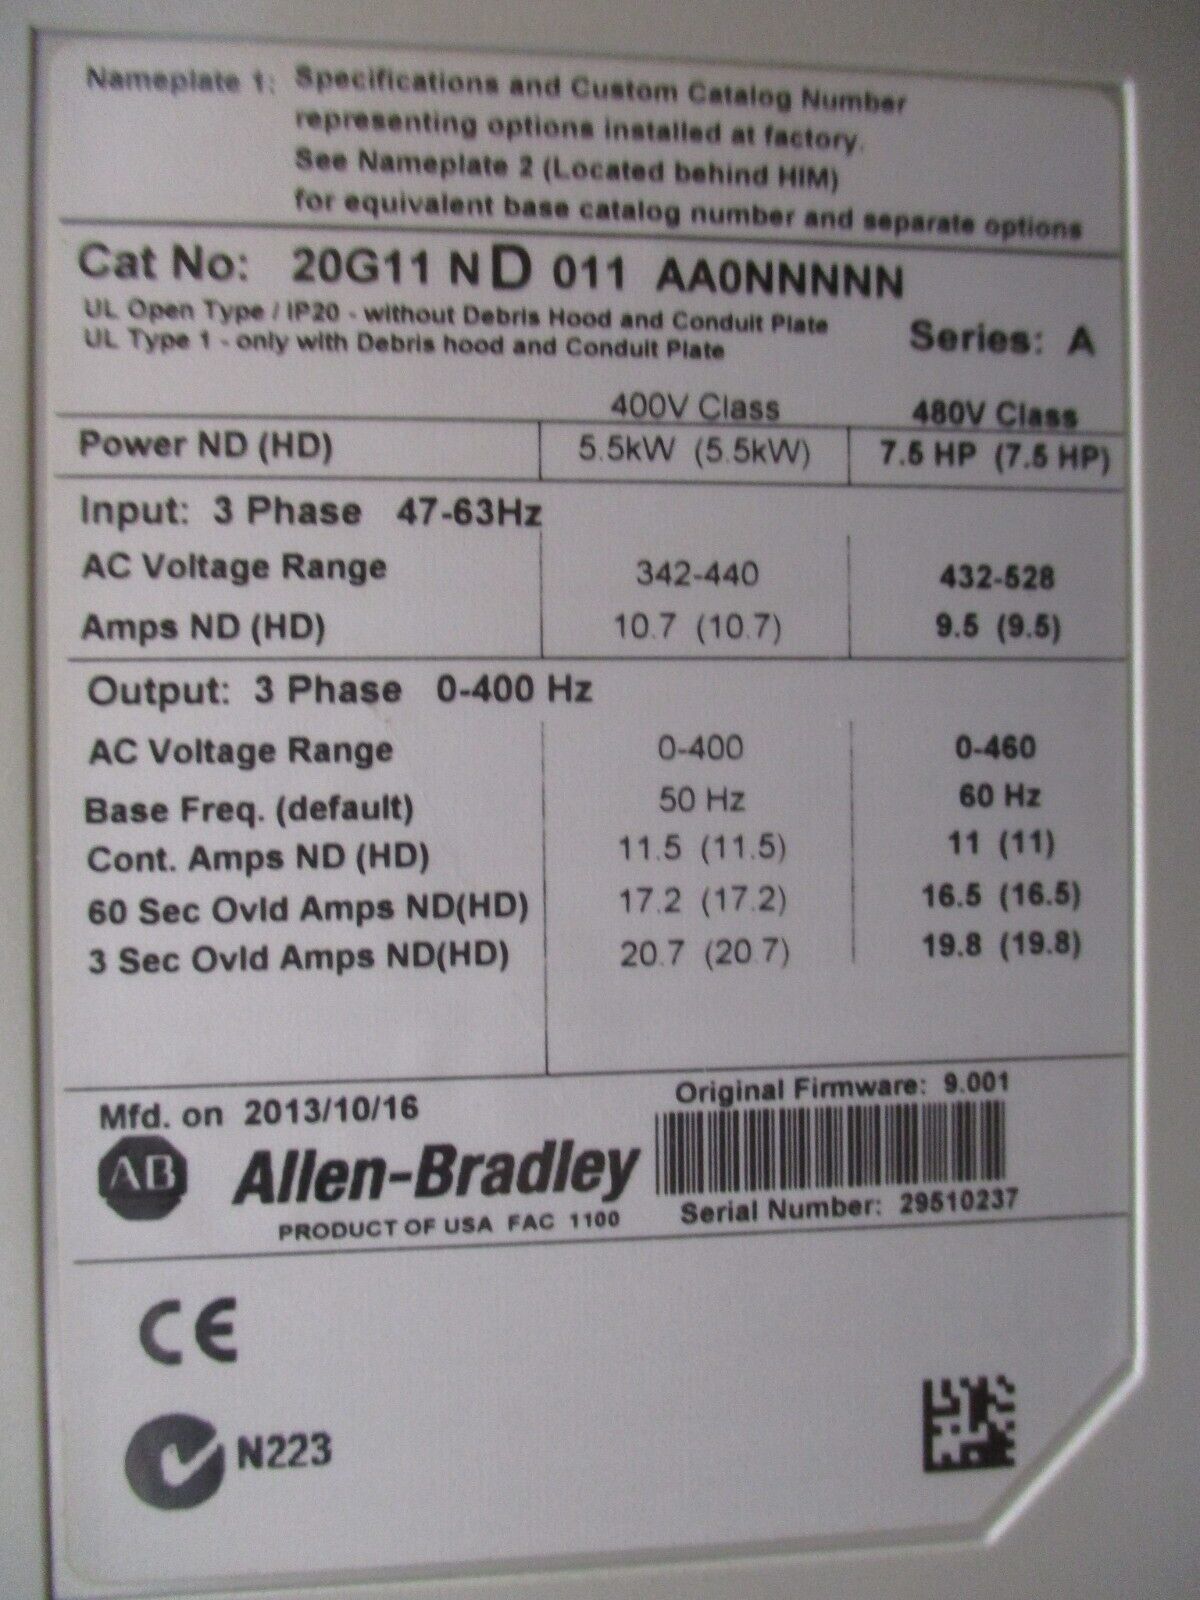 Nameplate 1: Specifications and Custom Catalog Number
representing options installed at factory.
See Nameplate 2 (Located behind HIM)
for equivalent base catalog number and separate options
Cat No: 20G11 N D 011 AA0NNNNN
UL Open Type / IP20 - without Debris Hood and Conduit Plate
UL Type 1 - only with Debris hood and Conduit Plate
Series: A
400V Class 480V Class
Power ND (HD) 5.5kW (5.5kW) 7.5 HP (7.5 HP)
Input: 3 Phase 47-63Hz
AC Voltage Range 342-440 432-528
Amps ND (HD) 10.7 (10.7) 9.5 (9.5)
Output: 3 Phase 0-400 Hz
AC Voltage Range 0-400 0-460
Base Freq. (default) 50 Hz 60 Hz
Cont. Amps ND (HD) 11.5 (11.5) 11 (11)
60 Sec Ovld Amps ND(HD) 17.2 (17.2) 16.5 (16.5)
3 Sec Ovld Amps ND(HD) 20.7 (20.7) 19.8 (19.8)
Mfd. on 2013/10/16
Original Firmware: 9.001
AB Allen-Bradley
PRODUCT OF USA FAC 1100
Serial Number: 29510237
CE
N223